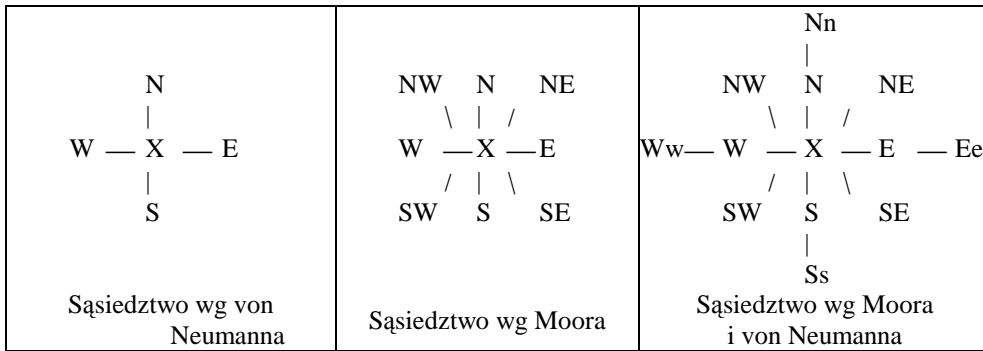 N
W — X — E
S
Sąsiedztwo wg von
Neumanna
NW N NE
W — X — E
SW S SE
Sąsiedztwo wg Moora
Nn
NW N NE
Ww — W — X — E — Ee
SW S SE
Ss
Sąsiedztwo wg Moora
i von Neumanna